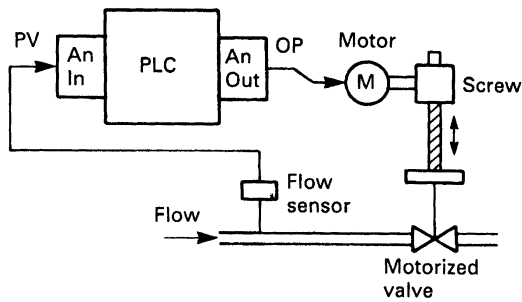 PV
An
In
PLC
An
Out
OP
Motor
M
Screw
Flow
sensor
Flow
Motorized
valve